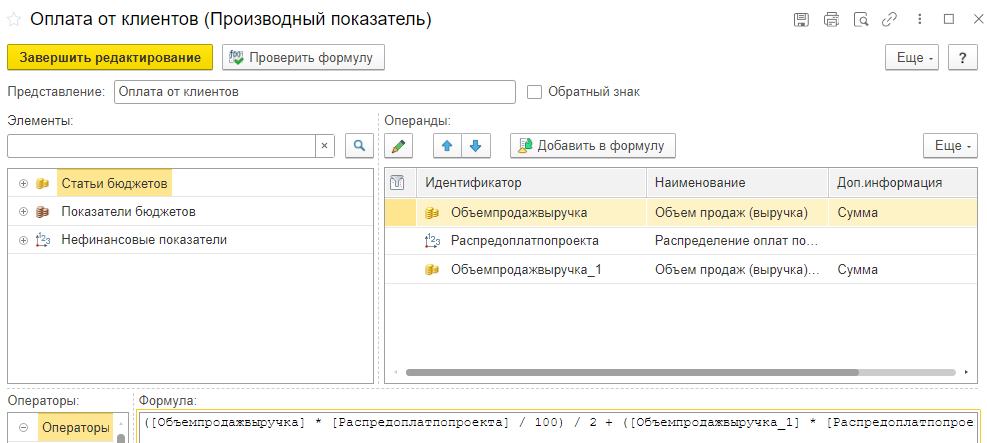 Оплата от клиентов (Производный показатель)
Завершить редактирование
Проверить формулу
Еще
?
Представление: Оплата от клиентов
Обратный знак
Элементы:
Операнды:
×
Добавить в формулу
Еще
Идентификатор Наименование Доп.информация
Статьи бюджетов
Показатели бюджетов
Нефинансовые показатели
Объемпродажвыручка Объем продаж (выручка) Сумма
Распредоплатпопроекта Распределение оплат по...
Объемпродажвыручка_1 Объем продаж (выручка)... Сумма
Операторы:
Формула:
Операторы
([Объемпродажвыручка] * [Распредоплатпопроекта] / 100) / 2 + ([Объемпродажвыручка_1] * [Распредоплатпопрое